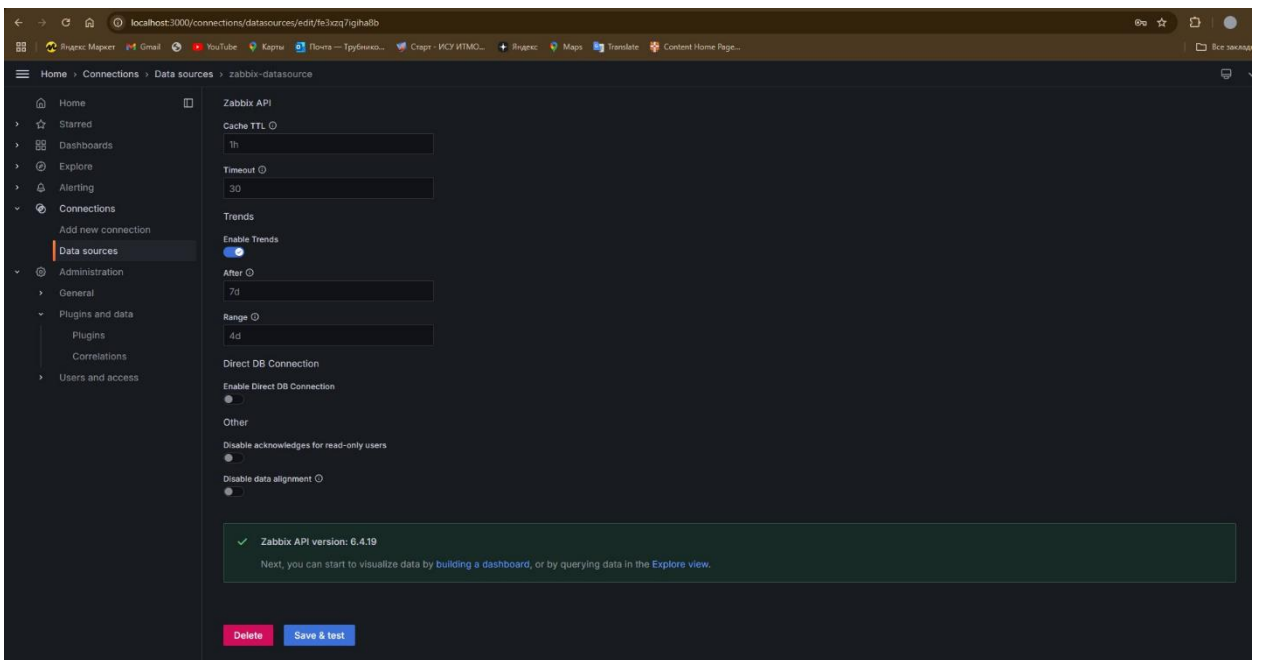 localhost:3000/connections/datasources/edit/fe3xzq7igiha8b
Яндекс Маркет Gmail YouTube Карты Почта — Трубнико... Старт - ИСУ ИТМО... Яндекс Maps Translate Content Home Page... Все заклад
Home › Connections › Data sources › zabbix-datasource
Home
Starred
Dashboards
Explore
Alerting
Connections
Add new connection
Data sources
Administration
General
Plugins and data
Plugins
Correlations
Users and access
Zabbix API
Cache TTL
1h
Timeout
30
Trends
Enable Trends
After
7d
Range
4d
Direct DB Connection
Enable Direct DB Connection
Other
Disable acknowledges for read-only users
Disable data alignment
Zabbix API version: 6.4.19
Next, you can start to visualize data by building a dashboard, or by querying data in the Explore view.
Delete Save & test